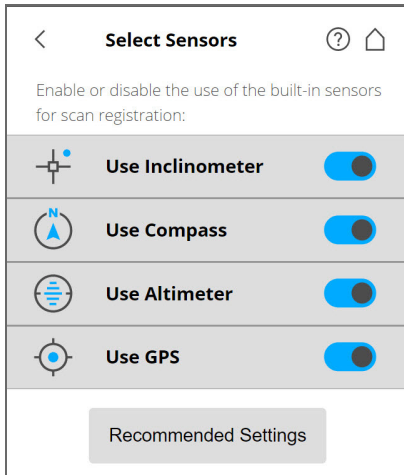 Select Sensors
Enable or disable the use of the built-in sensors
for scan registration:
Use Inclinometer
N
Use Compass
Use Altimeter
Use GPS
Recommended Settings